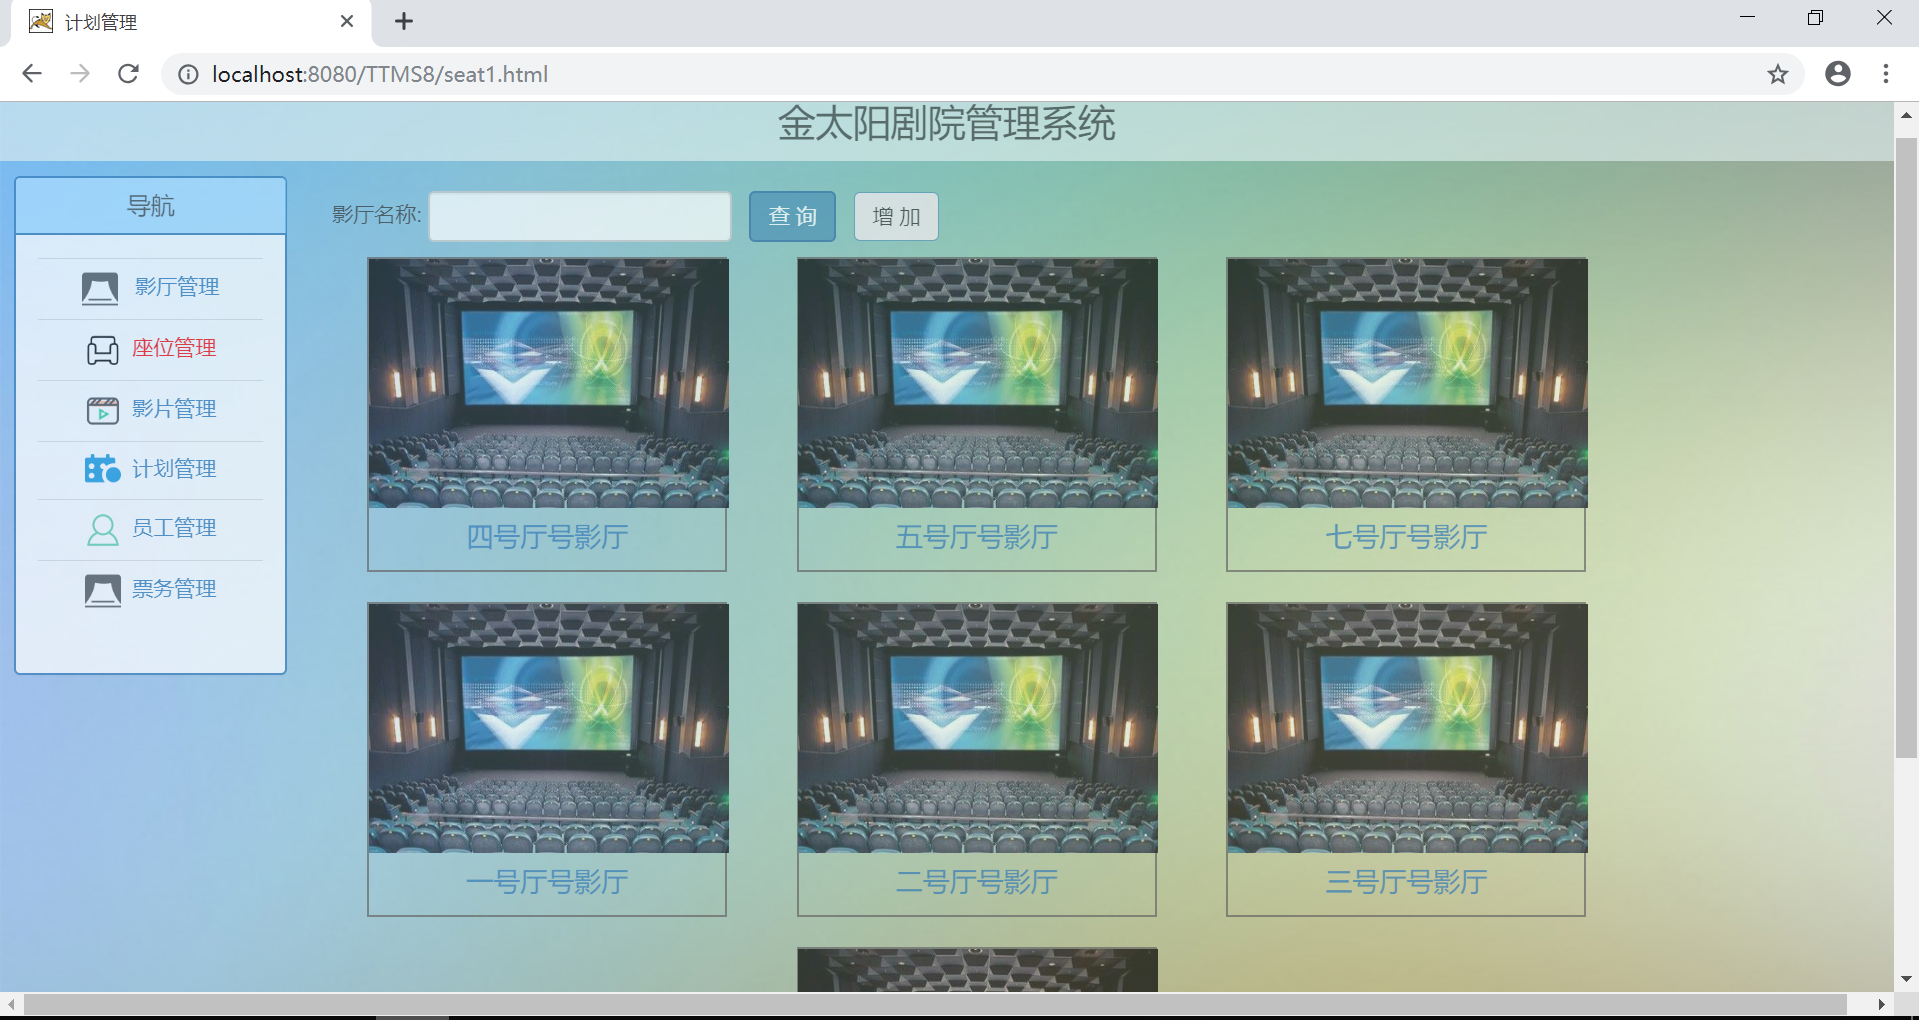 计划管理
localhost:8080/TTMS8/seat1.html
金太阳剧院管理系统
导航
影厅管理
座位管理
影片管理
计划管理
员工管理
票务管理
影厅名称: 查询 增加
四号厅号影厅 五号厅号影厅 七号厅号影厅
一号厅号影厅 二号厅号影厅 三号厅号影厅